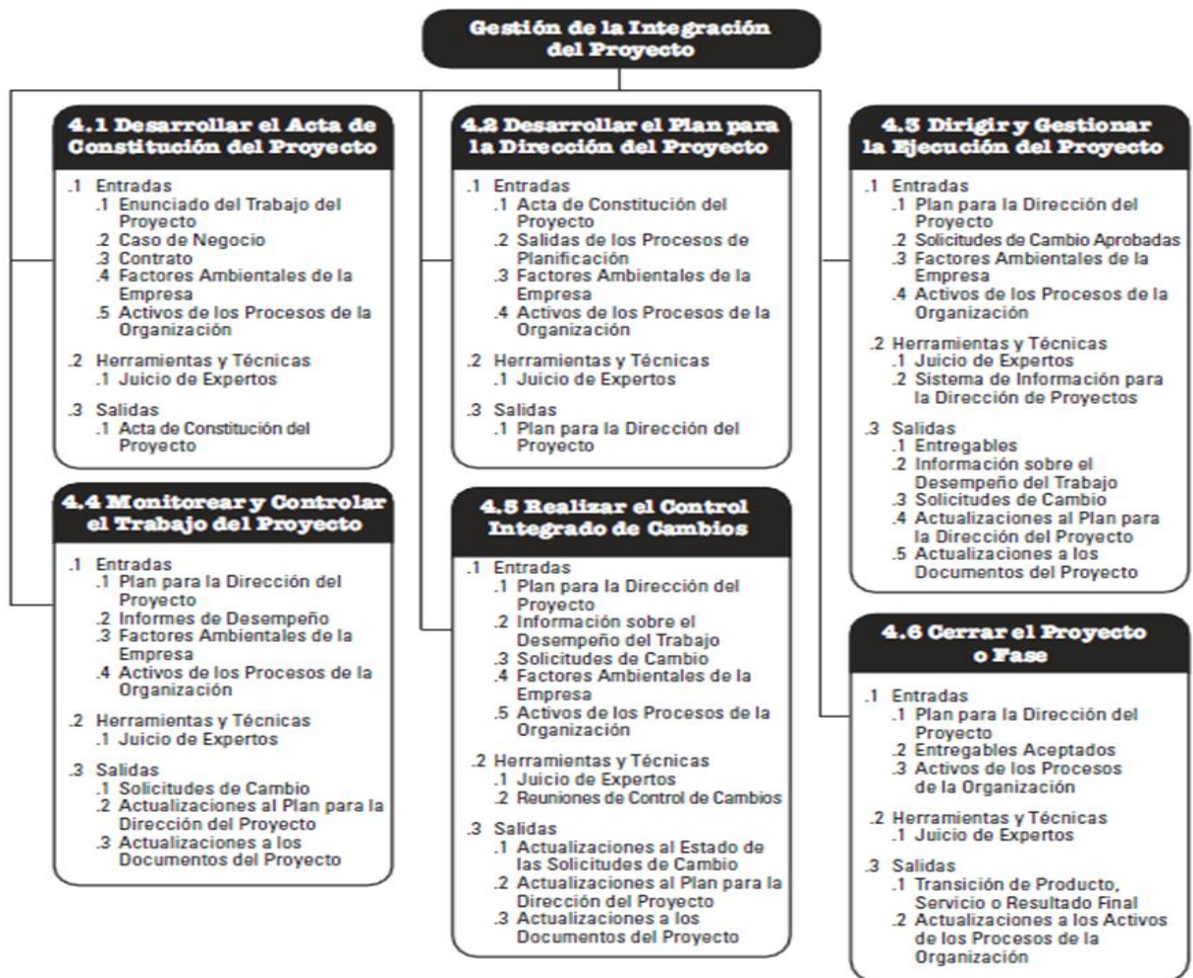 Gestión de la Integración
del Proyecto
4.1 Desarrollar el Acta de
Constitución del Proyecto
.1 Entradas
.1 Enunciado del Trabajo del
Proyecto
.2 Caso de Negocio
.3 Contrato
.4 Factores Ambientales de la
Empresa
.5 Activos de los Procesos de la
Organización
.2 Herramientas y Técnicas
.1 Juicio de Expertos
.3 Salidas
.1 Acta de Constitución del
Proyecto
4.2 Desarrollar el Plan para
la Dirección del Proyecto
.1 Entradas
.1 Acta de Constitución del
Proyecto
.2 Salidas de los Procesos de
Planificación
.3 Factores Ambientales de la
Empresa
.4 Activos de los Procesos de la
Organización
.2 Herramientas y Técnicas
.1 Juicio de Expertos
.3 Salidas
.1 Plan para la Dirección del
Proyecto
4.3 Dirigir y Gestionar
la Ejecución del Proyecto
.1 Entradas
.1 Plan para la Dirección del
Proyecto
.2 Solicitudes de Cambio Aprobadas
.3 Factores Ambientales de la
Empresa
.4 Activos de los Procesos de la
Organización
.2 Herramientas y Técnicas
.1 Juicio de Expertos
.2 Sistema de Información para
la Dirección de Proyectos
.3 Salidas
.1 Entregables
.2 Información sobre el
Desempeño del Trabajo
.3 Solicitudes de Cambio
.4 Actualizaciones al Plan para
la Dirección del Proyecto
.5 Actualizaciones a los
Documentos del Proyecto
4.4 Monitorear y Controlar
el Trabajo del Proyecto
.1 Entradas
.1 Plan para la Dirección del
Proyecto
.2 Informes de Desempeño
.3 Factores Ambientales de la
Empresa
.4 Activos de los Procesos de la
Organización
.2 Herramientas y Técnicas
.1 Juicio de Expertos
.3 Salidas
.1 Solicitudes de Cambio
.2 Actualizaciones al Plan para la
Dirección del Proyecto
.3 Actualizaciones a los
Documentos del Proyecto
4.5 Realizar el Control
Integrado de Cambios
.1 Entradas
.1 Plan para la Dirección del
Proyecto
.2 Información sobre el
Desempeño del Trabajo
.3 Solicitudes de Cambio
.4 Factores Ambientales de la
Empresa
.5 Activos de los Procesos de la
Organización
.2 Herramientas y Técnicas
.1 Juicio de Expertos
.2 Reuniones de Control de Cambios
.3 Salidas
.1 Actualizaciones al Estado de
las Solicitudes de Cambio
.2 Actualizaciones al Plan para la
Dirección del Proyecto
.3 Actualizaciones a los
Documentos del Proyecto
4.6 Cerrar el Proyecto
o Fase
.1 Entradas
.1 Plan para la Dirección del
Proyecto
.2 Entregables Aceptados
.3 Activos de los Procesos
de la Organización
.2 Herramientas y Técnicas
.1 Juicio de Expertos
.3 Salidas
.1 Transición de Producto,
Servicio o Resultado Final
.2 Actualizaciones a los Activos
de los Procesos de la
Organización